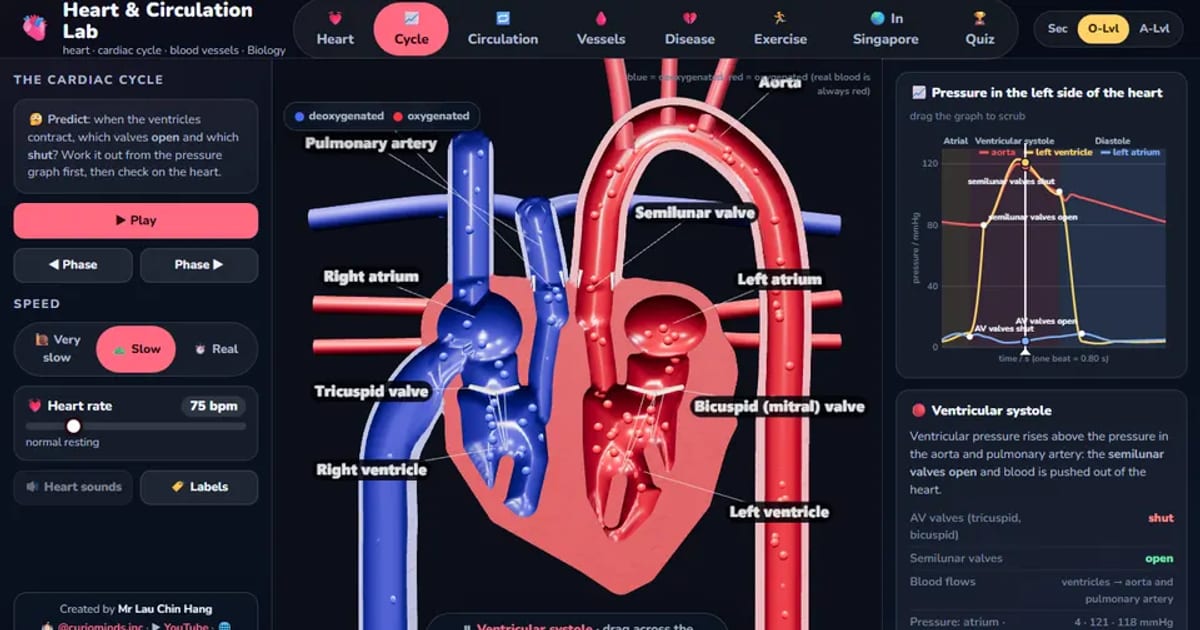 Heart & Circulation
Lab
heart · cardiac cycle · blood vessels · Biology
Heart
Cycle
Circulation
Vessels
Disease
Exercise
In
Singapore
Quiz
Sec
O-Lvl
A-Lvl
THE CARDIAC CYCLE
Predict: when the ventricles
contract, which valves open and which
shut? Work it out from the pressure
graph first, then check on the heart.
▶ Play
◀ Phase
Phase ▶
SPEED
Very
slow
Slow
Real
Heart rate
75 bpm
normal resting
Heart sounds
Labels
Created by Mr Lau Chin Hang
@curiominds.inc · ▶ YouTube ·
blue = deoxygenated, red = oxygenated (real blood is
always red)
deoxygenated
oxygenated
Aorta
Pulmonary artery
Semilunar valve
Right atrium
Left atrium
Tricuspid valve
Bicuspid (mitral) valve
Right ventricle
Left ventricle
Ventricular systole · drag across the
Pressure in the left side of the heart
drag the graph to scrub
Atrial
Ventricular systole
Diastole
aorta
left ventricle
left atrium
120
80
40
0
pressure / mmHg
semilunar valves shut
semilunar valves open
AV valves open
AV valves shut
time / s (one beat = 0.80 s)
Ventricular systole
Ventricular pressure rises above the pressure in
the aorta and pulmonary artery: the semilunar
valves open and blood is pushed out of the
heart.
AV valves (tricuspid,
bicuspid)
shut
Semilunar valves
open
Blood flows
ventricles → aorta and
pulmonary artery
Pressure: atrium ·
4 · 121 · 118 mmHg